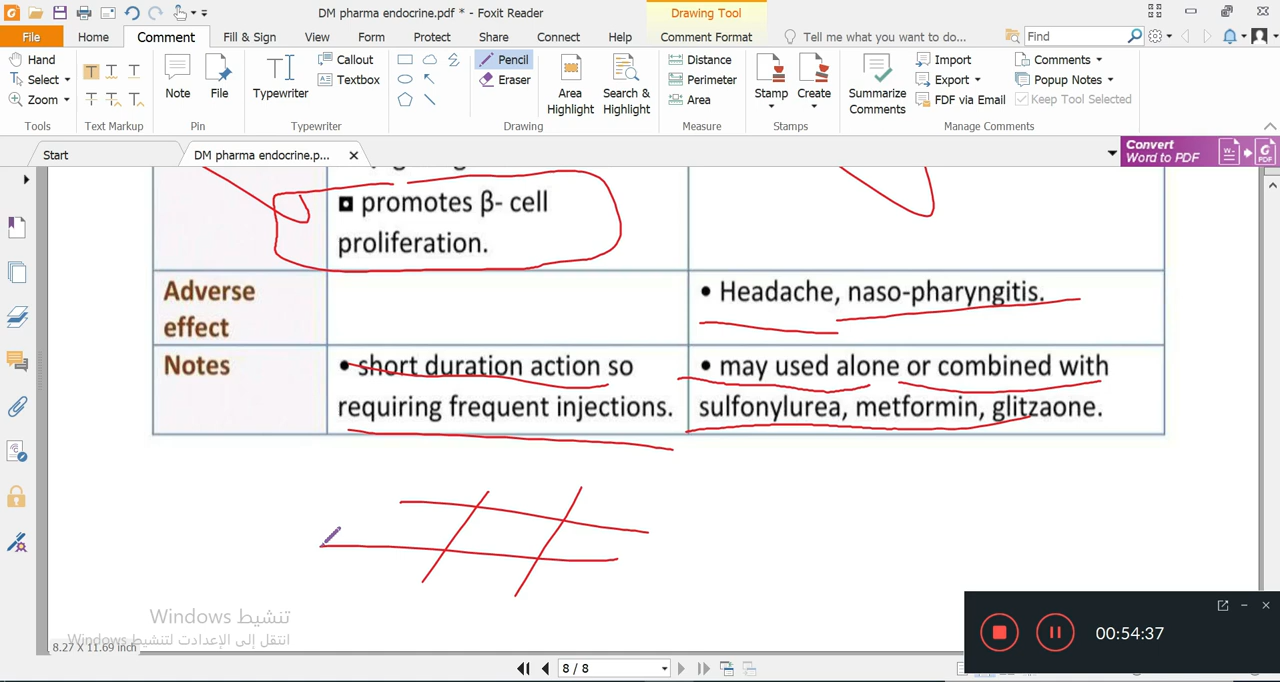 DM pharma endocrine.pdf * - Foxit Reader
Drawing Tool
File
Home
Comment
Fill & Sign
View
Form
Protect
Share
Connect
Help
Comment Format
Tell me what you want to do...
Find
Hand
Select
Zoom
Tools
Text Markup
Note
File
Pin
Typewriter
Callout
Textbox
Typewriter
Pencil
Eraser
Area Highlight
Search & Highlight
Drawing
Distance
Perimeter
Area
Measure
Stamp
Create
Stamps
Summarize Comments
Import
Export
FDF via Email
Comments
Popup Notes
Keep Tool Selected
Manage Comments
Start
DM pharma endocrine.p...
Convert
Word to PDF
promotes β- cell
proliferation.
Adverse
effect
• Headache, naso-pharyngitis.
Notes
• short duration action so
requiring frequent injections.
• may used alone or combined with
sulfonylurea, metformin, glitzaone.
تنشيط Windows
انتقل إلى الإعدادت لتنشيط Windows
8.27 X 11.69 inch
8 / 8
00:54:37